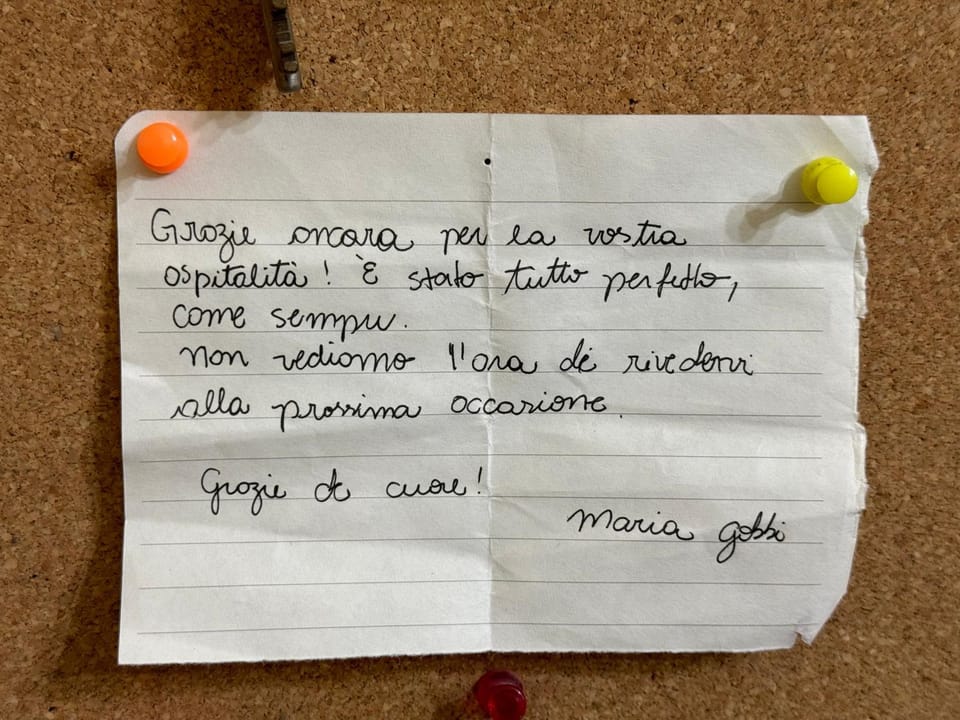 Grazie ancora per la vostra
ospitalità! È stato tutto perfetto,
come sempre.
Non vediamo l'ora di rivedervi
alla prossima occasione.
Grazie di cuore!
Maria Gobbi